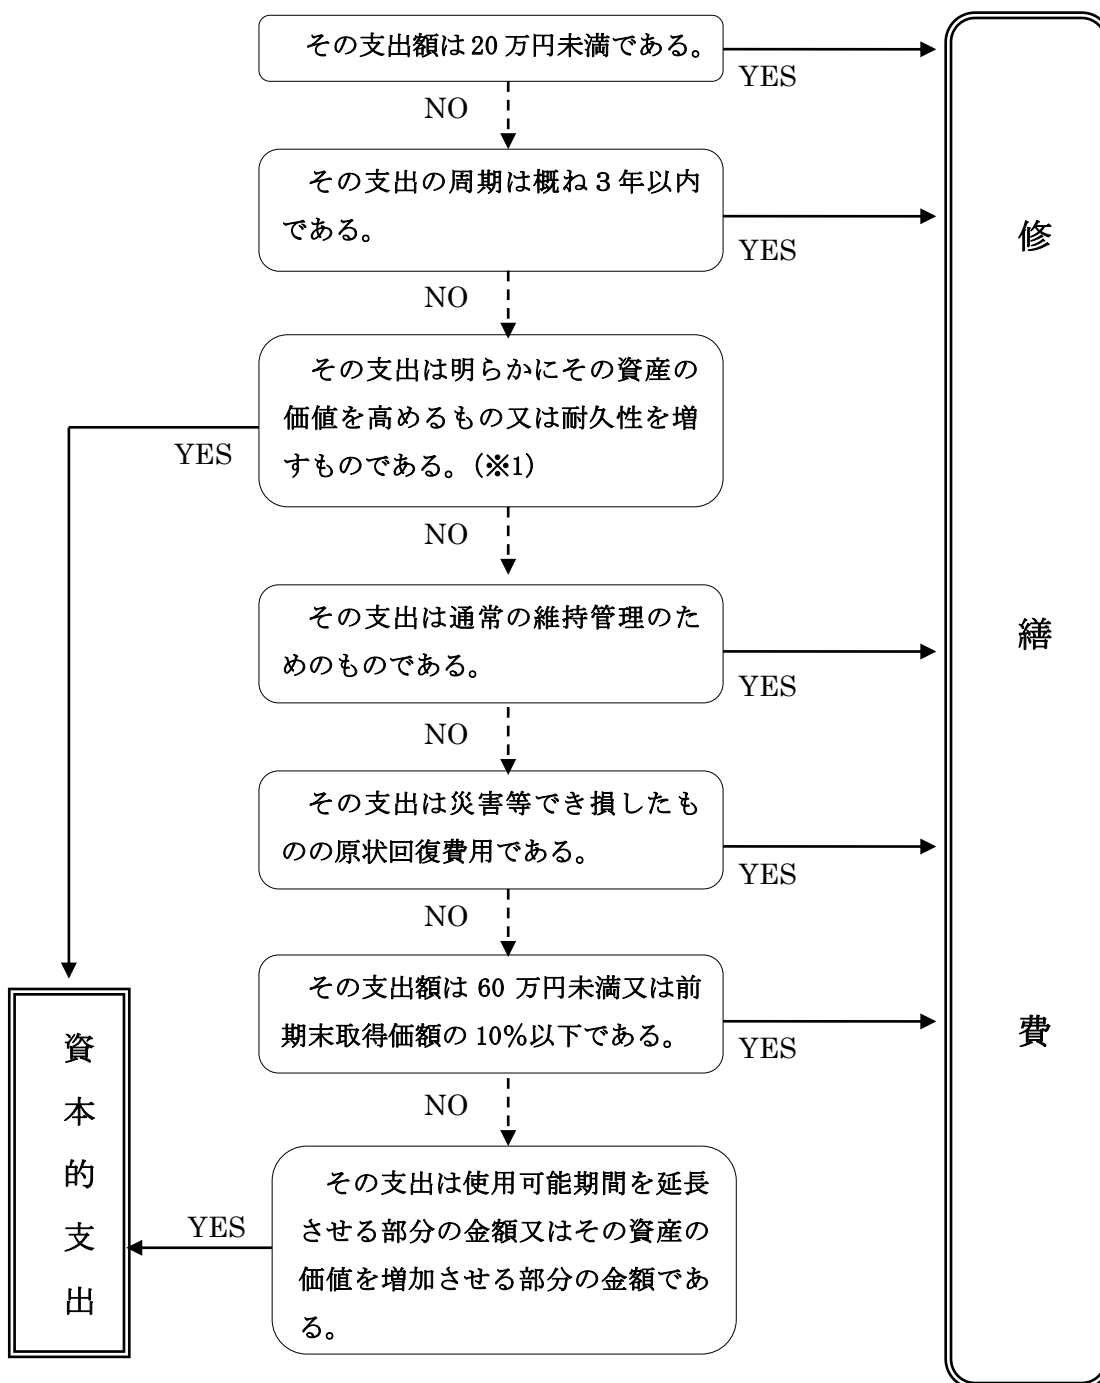 その支出額は20万円未満である。
YES
NO
その支出の周期は概ね3年以内
である。
YES
NO
その支出は明らかにその資産の
価値を高めるもの又は耐久性を増
すものである。(※1)
YES
NO
その支出は通常の維持管理のた
めのものである。
YES
NO
その支出は災害等でき損したも
のの原状回復費用である。
YES
NO
その支出額は60万円未満又は前
期末取得価額の10%以下である。
YES
NO
その支出は使用可能期間を延長
させる部分の金額又はその資産の
価値を増加させる部分の金額であ
る。
YES
資
本
的
支
出
修
繕
費